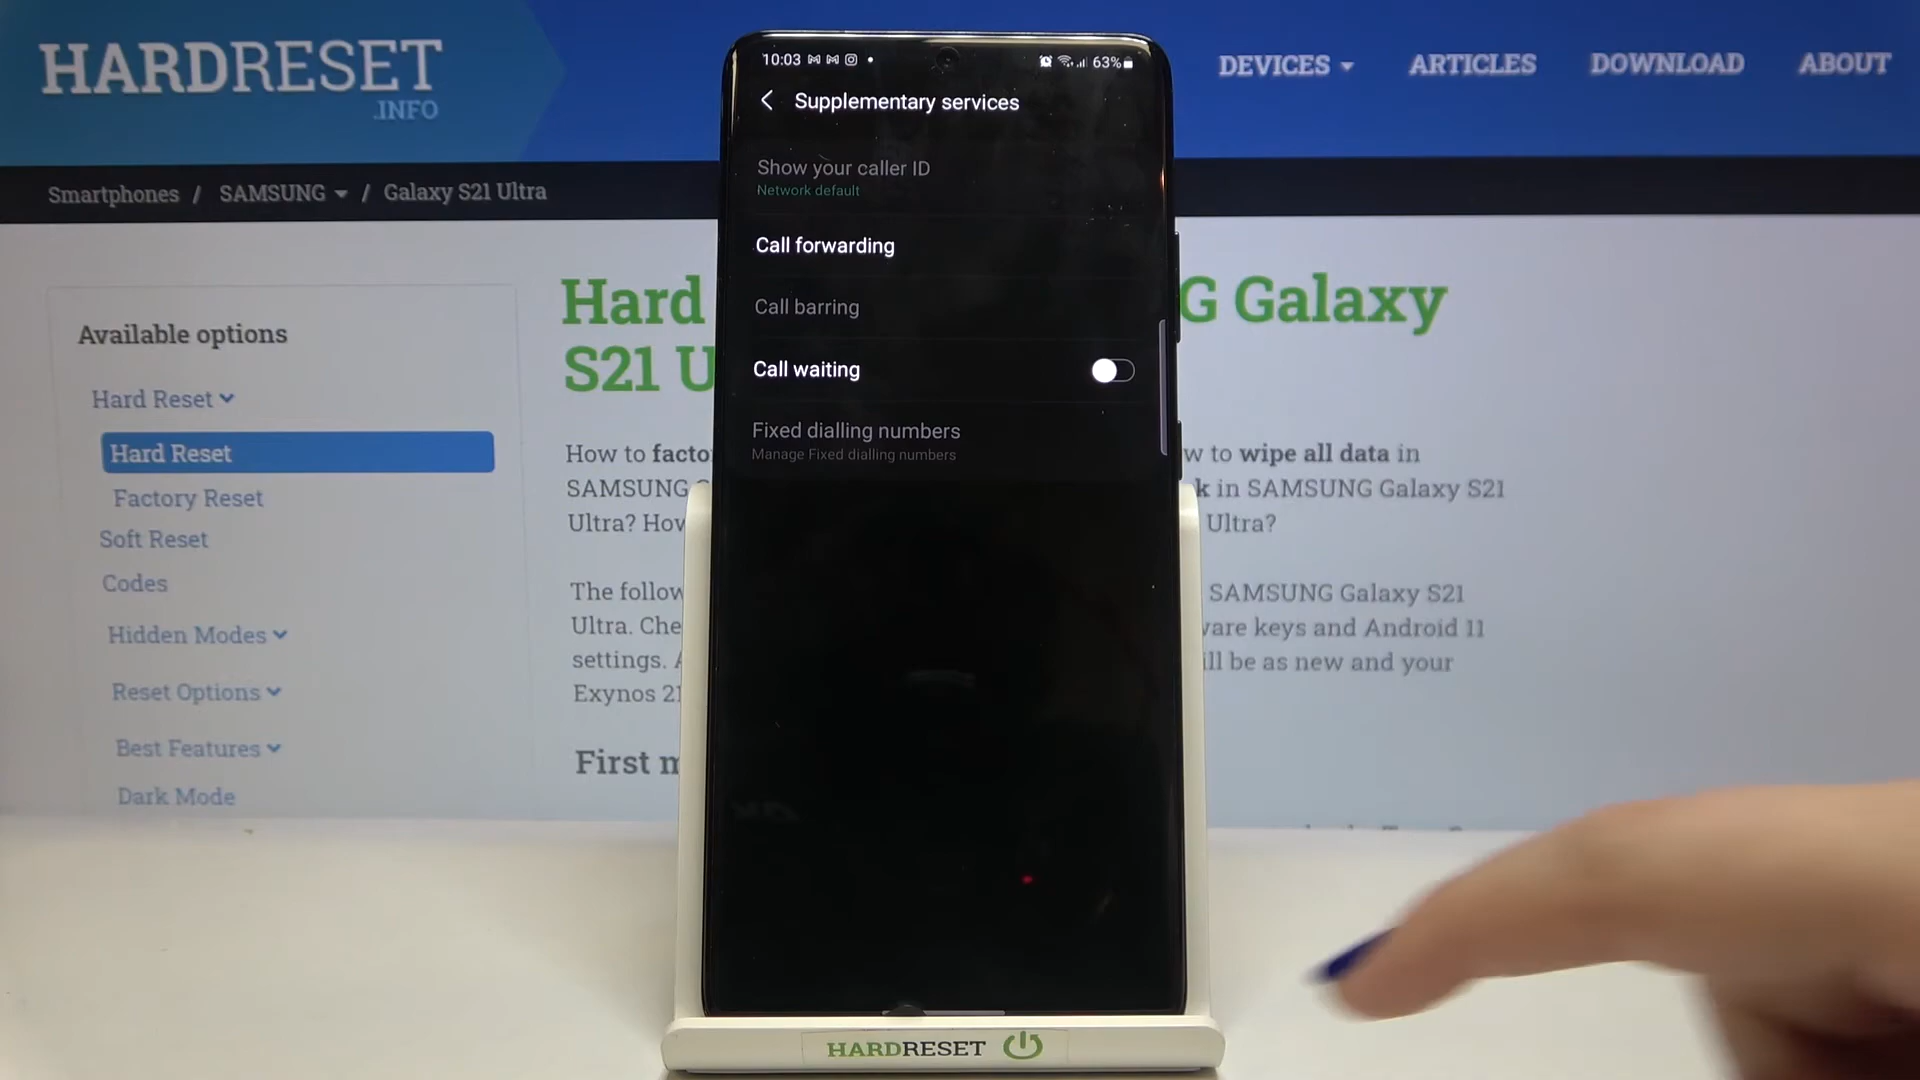 HARDRESET
.INFO
DEVICES
ARTICLES
DOWNLOAD
ABOUT
Smartphones / SAMSUNG / Galaxy S21 Ultra
Available options
Hard Reset
Hard Reset
Factory Reset
Soft Reset
Codes
Hidden Modes
Reset Options
Best Features
Dark Mode
Hard G Galaxy
S21 U
How to facto w to wipe all data in
SAMSUNG k in SAMSUNG Galaxy S21
Ultra? How Ultra?
The follow SAMSUNG Galaxy S21
Ultra. Che ware keys and Android 11
settings. ill be as new and your
Exynos 21
First m
10:03 63%
Supplementary services
Show your caller ID
Network default
Call forwarding
Call barring
Call waiting
Fixed dialling numbers
Manage Fixed dialling numbers
HARDRESET